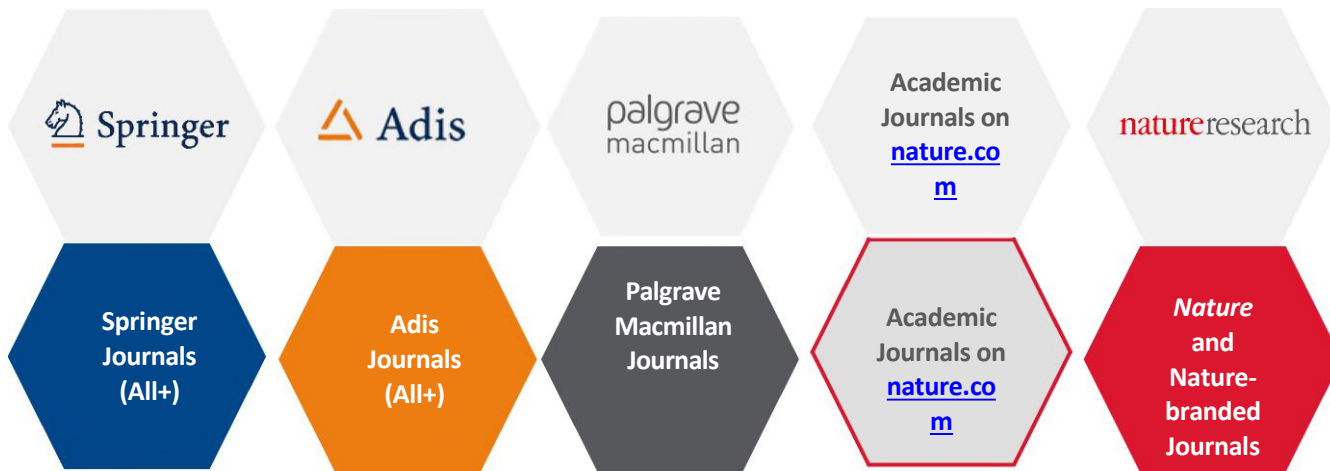 Springer
Adis
palgrave
macmillan
Academic
Journals on
nature.co
m
natureresearch
Springer
Journals
(All+)
Adis
Journals
(All+)
Palgrave
Macmillan
Journals
Academic
Journals on
nature.co
m
Nature
and
Nature-
branded
Journals